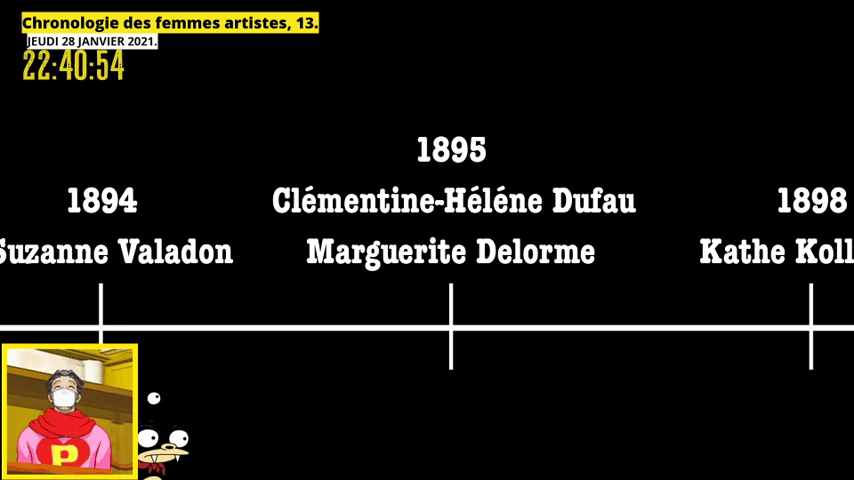 Chronologie des femmes artistes, 13.
JEUDI 28 JANVIER 2021.
22:40:54
1895
1894
Clémentine-Héléne Dufau
1898
Suzanne Valadon
Marguerite Delorme
Kathe Koll
P